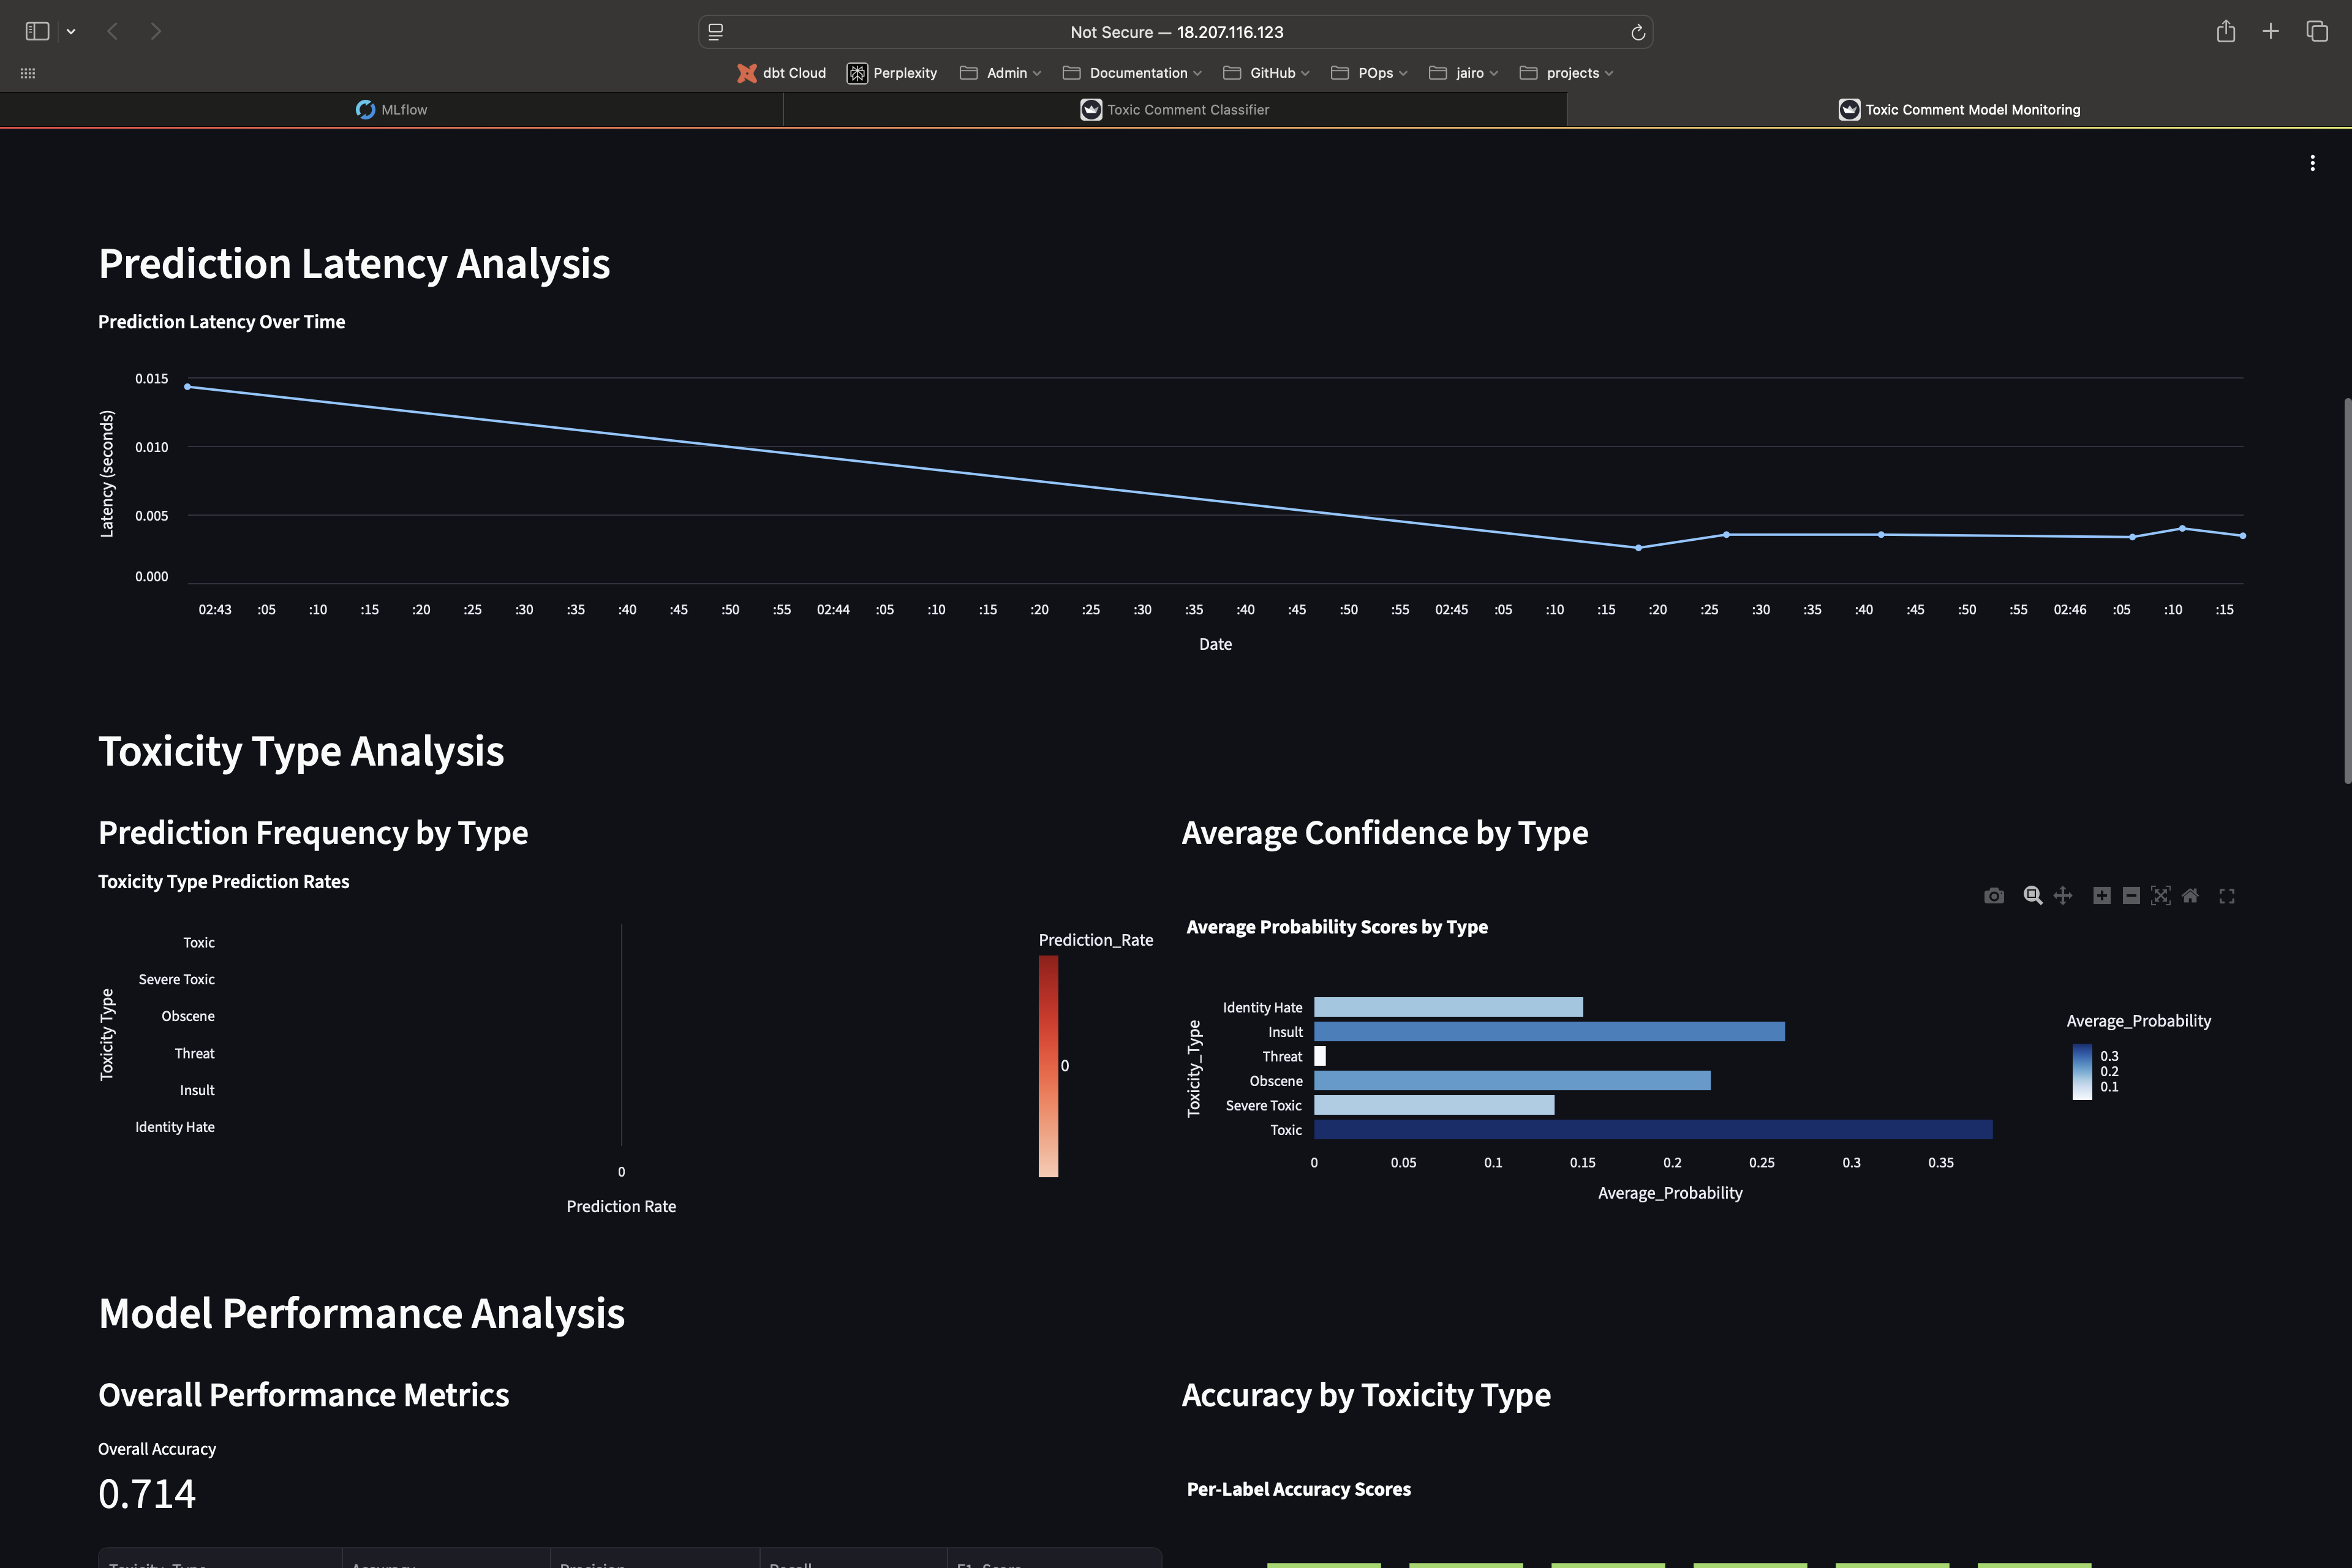 Not Secure — 18.207.116.123
dbt Cloud Perplexity Admin Documentation GitHub POps jairo projects
MLflow Toxic Comment Classifier Toxic Comment Model Monitoring
Prediction Latency Analysis
Prediction Latency Over Time
Latency (seconds)
0.015
0.010
0.005
0.000
02:43 :05 :10 :15 :20 :25 :30 :35 :40 :45 :50 :55 02:44 :05 :10 :15 :20 :25 :30 :35 :40 :45 :50 :55 02:45 :05 :10 :15 :20 :25 :30 :35 :40 :45 :50 :55 02:46 :05 :10 :15
Date
Toxicity Type Analysis
Prediction Frequency by Type
Toxicity Type Prediction Rates
Toxicity Type
Toxic
Severe Toxic
Obscene
Threat
Insult
Identity Hate
0
Prediction Rate
Prediction_Rate
0
Average Confidence by Type
Average Probability Scores by Type
Toxicity_Type
Identity Hate
Insult
Threat
Obscene
Severe Toxic
Toxic
0 0.05 0.1 0.15 0.2 0.25 0.3 0.35
Average_Probability
Average_Probability
0.3
0.2
0.1
Model Performance Analysis
Overall Performance Metrics
Overall Accuracy
0.714
Accuracy by Toxicity Type
Per-Label Accuracy Scores